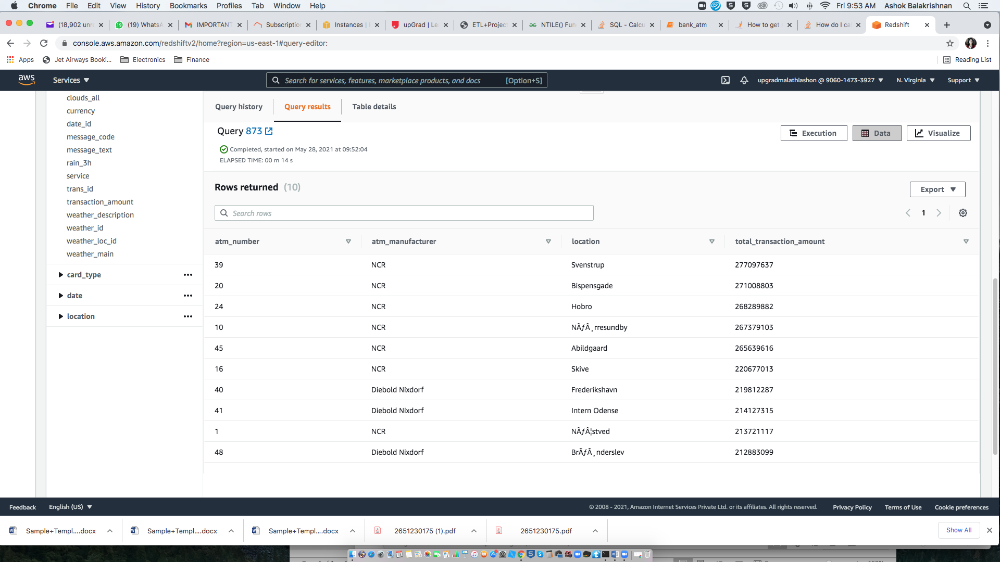 Chrome File Edit View History Bookmarks Profiles Tab Window Help Fri 9:53 AM Ashok Balakrishnan
(18,902 unr (19) WhatsA IMPORTANT Subscriptio Instances | upGrad | Le ETL+Projec NTILE() Fun SQL - Calcu bank_atm How to get How do I ca Redshift
console.aws.amazon.com/redshiftv2/home?region=us-east-1#query-editor:
Apps Jet Airways Booki... Electronics Finance Reading List
aws Services Search for services, features, marketplace products, and docs [Option+S] upgradmalathiashon @ 9060-1473-3927 N. Virginia Support
clouds_all
currency
date_id
message_code
message_text
rain_3h
service
trans_id
transaction_amount
weather_description
weather_id
weather_loc_id
weather_main
card_type
date
location
Query history Query results Table details
Query 873 Execution Data Visualize
Completed, started on May 28, 2021 at 09:52:04
ELAPSED TIME: 00 m 14 s
Rows returned (10) Export
Search rows 1
atm_number atm_manufacturer location total_transaction_amount
39 NCR Svenstrup 277097637
20 NCR Bispensgade 271008803
24 NCR Hobro 268289882
10 NCR NÃƒÂ¸rresundby 267379103
45 NCR Abildgaard 265639616
16 NCR Skive 220677013
40 Diebold Nixdorf Frederikshavn 219812287
41 Diebold Nixdorf Intern Odense 214127315
1 NCR NÃƒÂ¦stved 213721117
48 Diebold Nixdorf BrÃƒÂ¸nderslev 212883099
Feedback English (US) © 2008 - 2021, Amazon Internet Services Private Ltd. or its affiliates. All rights reserved. Privacy Policy Terms of Use Cookie preferences
Sample+Templ....docx Sample+Templ....docx Sample+Templ....docx 2651230175 (1).pdf 2651230175.pdf Show All